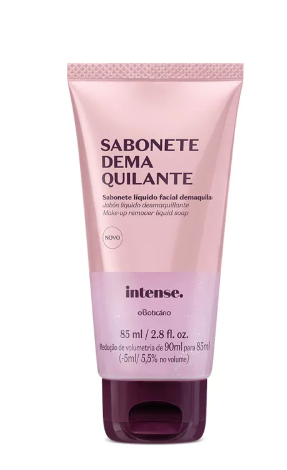 SABONETE
DEMA
QUILANTE
Sabonete líquido facial demaquila
Jabón líquido desmaquillante
Make-up remover liquid soap
NOVO
intense.
oBoticário
85 ml / 2.8 fl. oz.
Redução de volumetria de 90ml para 85ml
(-5ml/ 5,5% no volume)